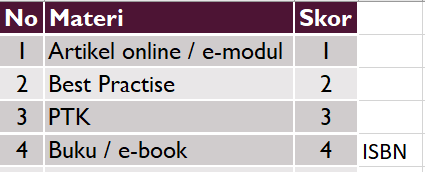 No Materi Skor
1 Artikel online / e-modul 1
2 Best Practise 2
3 PTK 3
4 Buku / e-book 4 ISBN